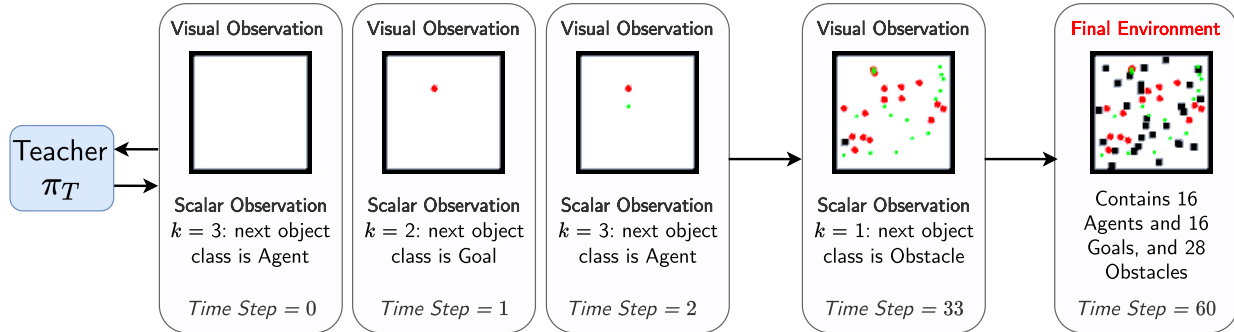 Teacher
π_T
Visual Observation
Scalar Observation
k = 3: next object
class is Agent
Time Step = 0
Visual Observation
Scalar Observation
k = 2: next object
class is Goal
Time Step = 1
Visual Observation
Scalar Observation
k = 3: next object
class is Agent
Time Step = 2
Visual Observation
Scalar Observation
k = 1: next object
class is Obstacle
Time Step = 33
Final Environment
Contains 16
Agents and 16
Goals, and 28
Obstacles
Time Step = 60